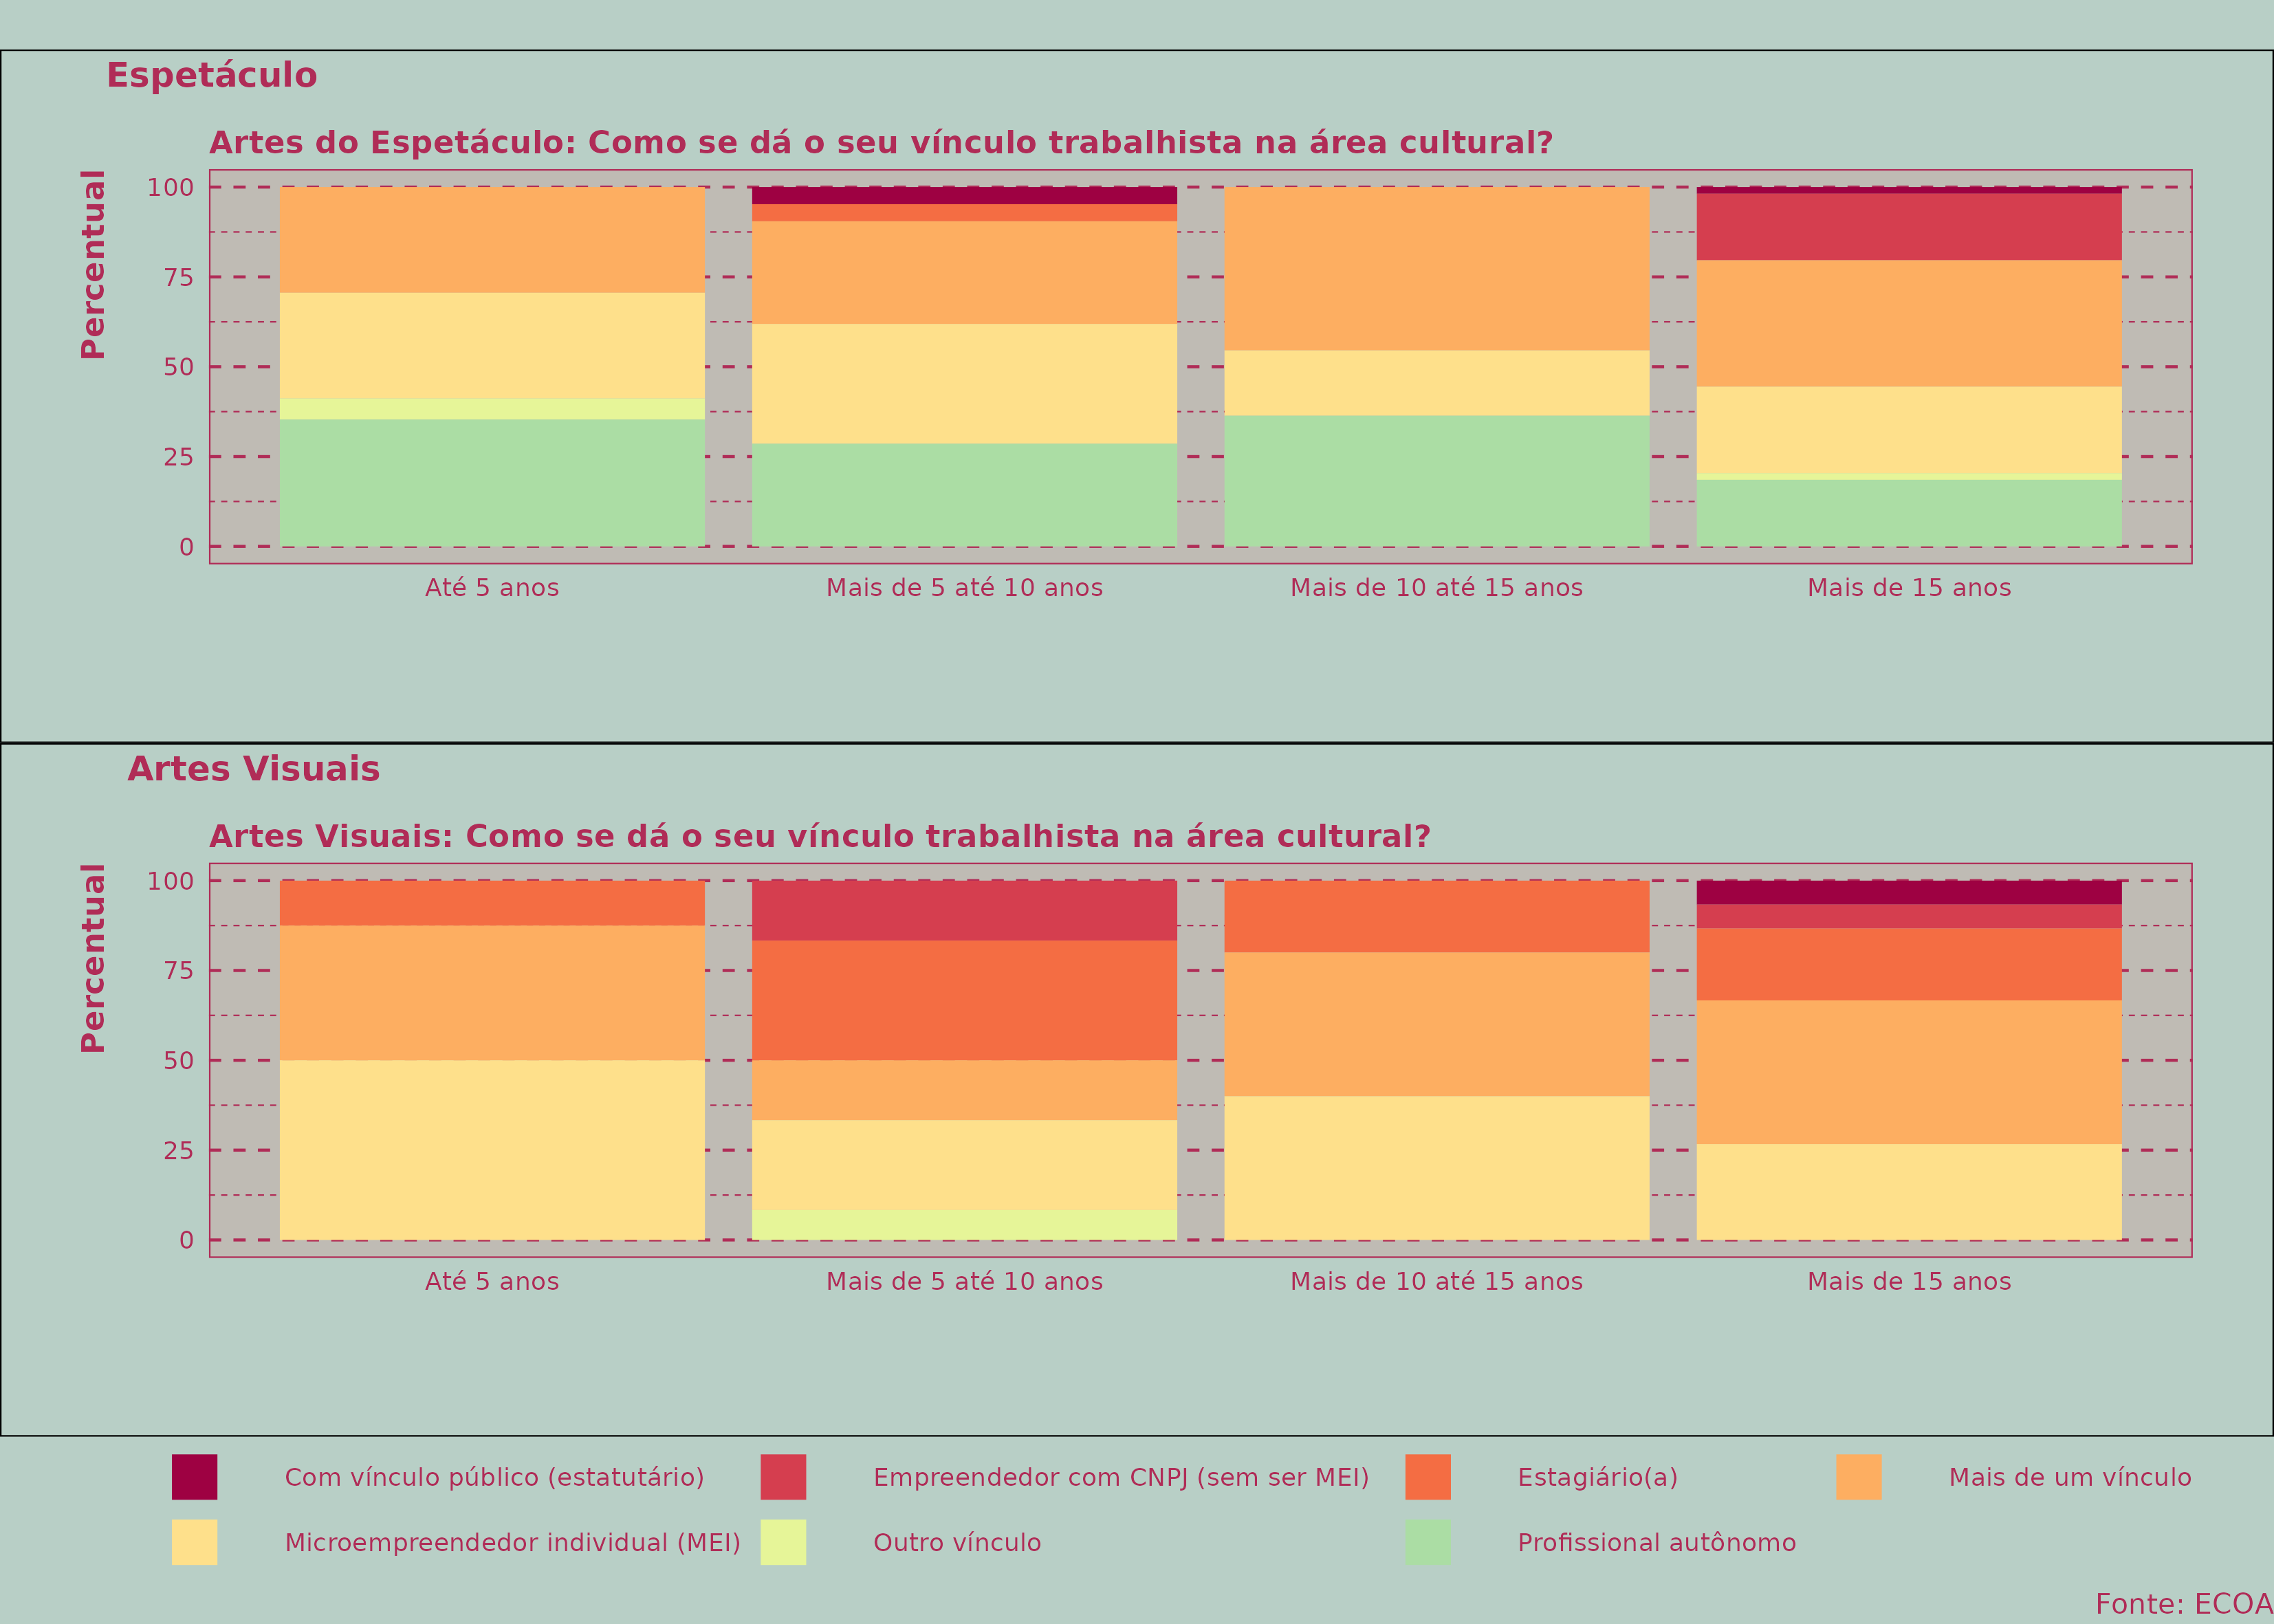 Espetáculo
Artes do Espetáculo: Como se dá o seu vínculo trabalhista na área cultural?
Percentual
100
75
50
25
0
Até 5 anos
Mais de 5 até 10 anos
Mais de 10 até 15 anos
Mais de 15 anos
Artes Visuais
Artes Visuais: Como se dá o seu vínculo trabalhista na área cultural?
Percentual
100
75
50
25
0
Até 5 anos
Mais de 5 até 10 anos
Mais de 10 até 15 anos
Mais de 15 anos
Com vínculo público (estatutário)
Empreendedor com CNPJ (sem ser MEI)
Estagiário(a)
Mais de um vínculo
Microempreendedor individual (MEI)
Outro vínculo
Profissional autônomo
Fonte: ECOA